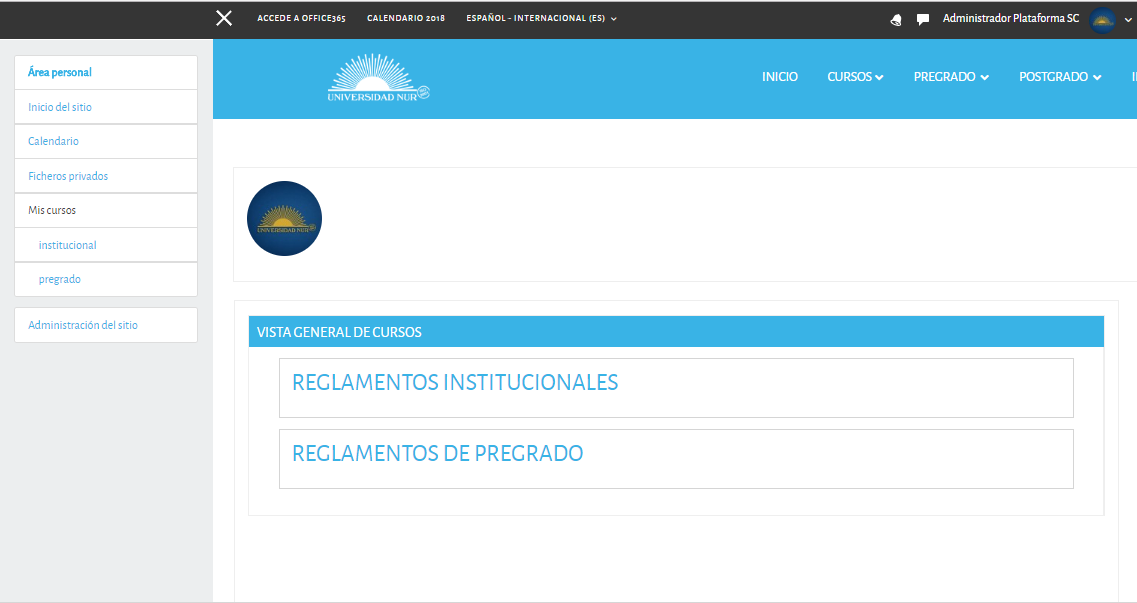 ACCEDE A OFFICE365 CALENDARIO 2018 ESPAÑOL - INTERNACIONAL (ES) Administrador Plataforma SC
Área personal
Inicio del sitio
Calendario
Ficheros privados
Mis cursos
institucional
pregrado
Administración del sitio
UNIVERSIDAD NUR
INICIO CURSOS PREGRADO POSTGRADO
UNIVERSIDAD NUR
VISTA GENERAL DE CURSOS
REGLAMENTOS INSTITUCIONALES
REGLAMENTOS DE PREGRADO